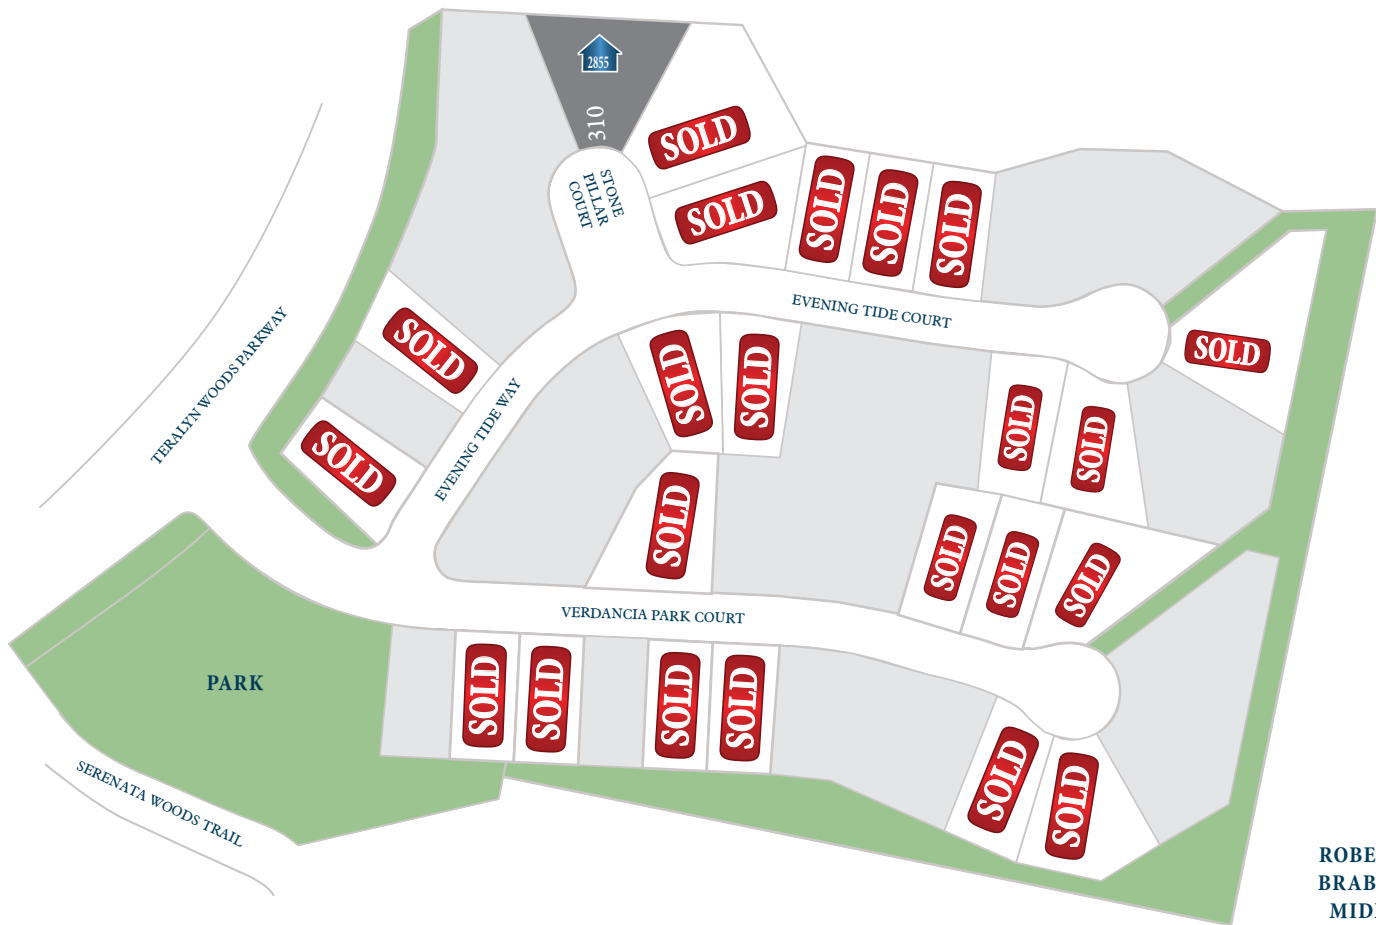 2855
310
STONE
PILLAR
COURT
SOLD
SOLD
SOLD
SOLD
SOLD
EVENING TIDE COURT
SOLD
TERALYN WOODS PARKWAY
SOLD
SOLD
EVENING TIDE WAY
SOLD
SOLD
SOLD
SOLD
SOLD
SOLD
SOLD
SOLD
VERDANCIA PARK COURT
PARK
SOLD
SOLD
SOLD
SOLD
SOLD
SOLD
SERENATA WOODS TRAIL
ROBE
BRAB
MID